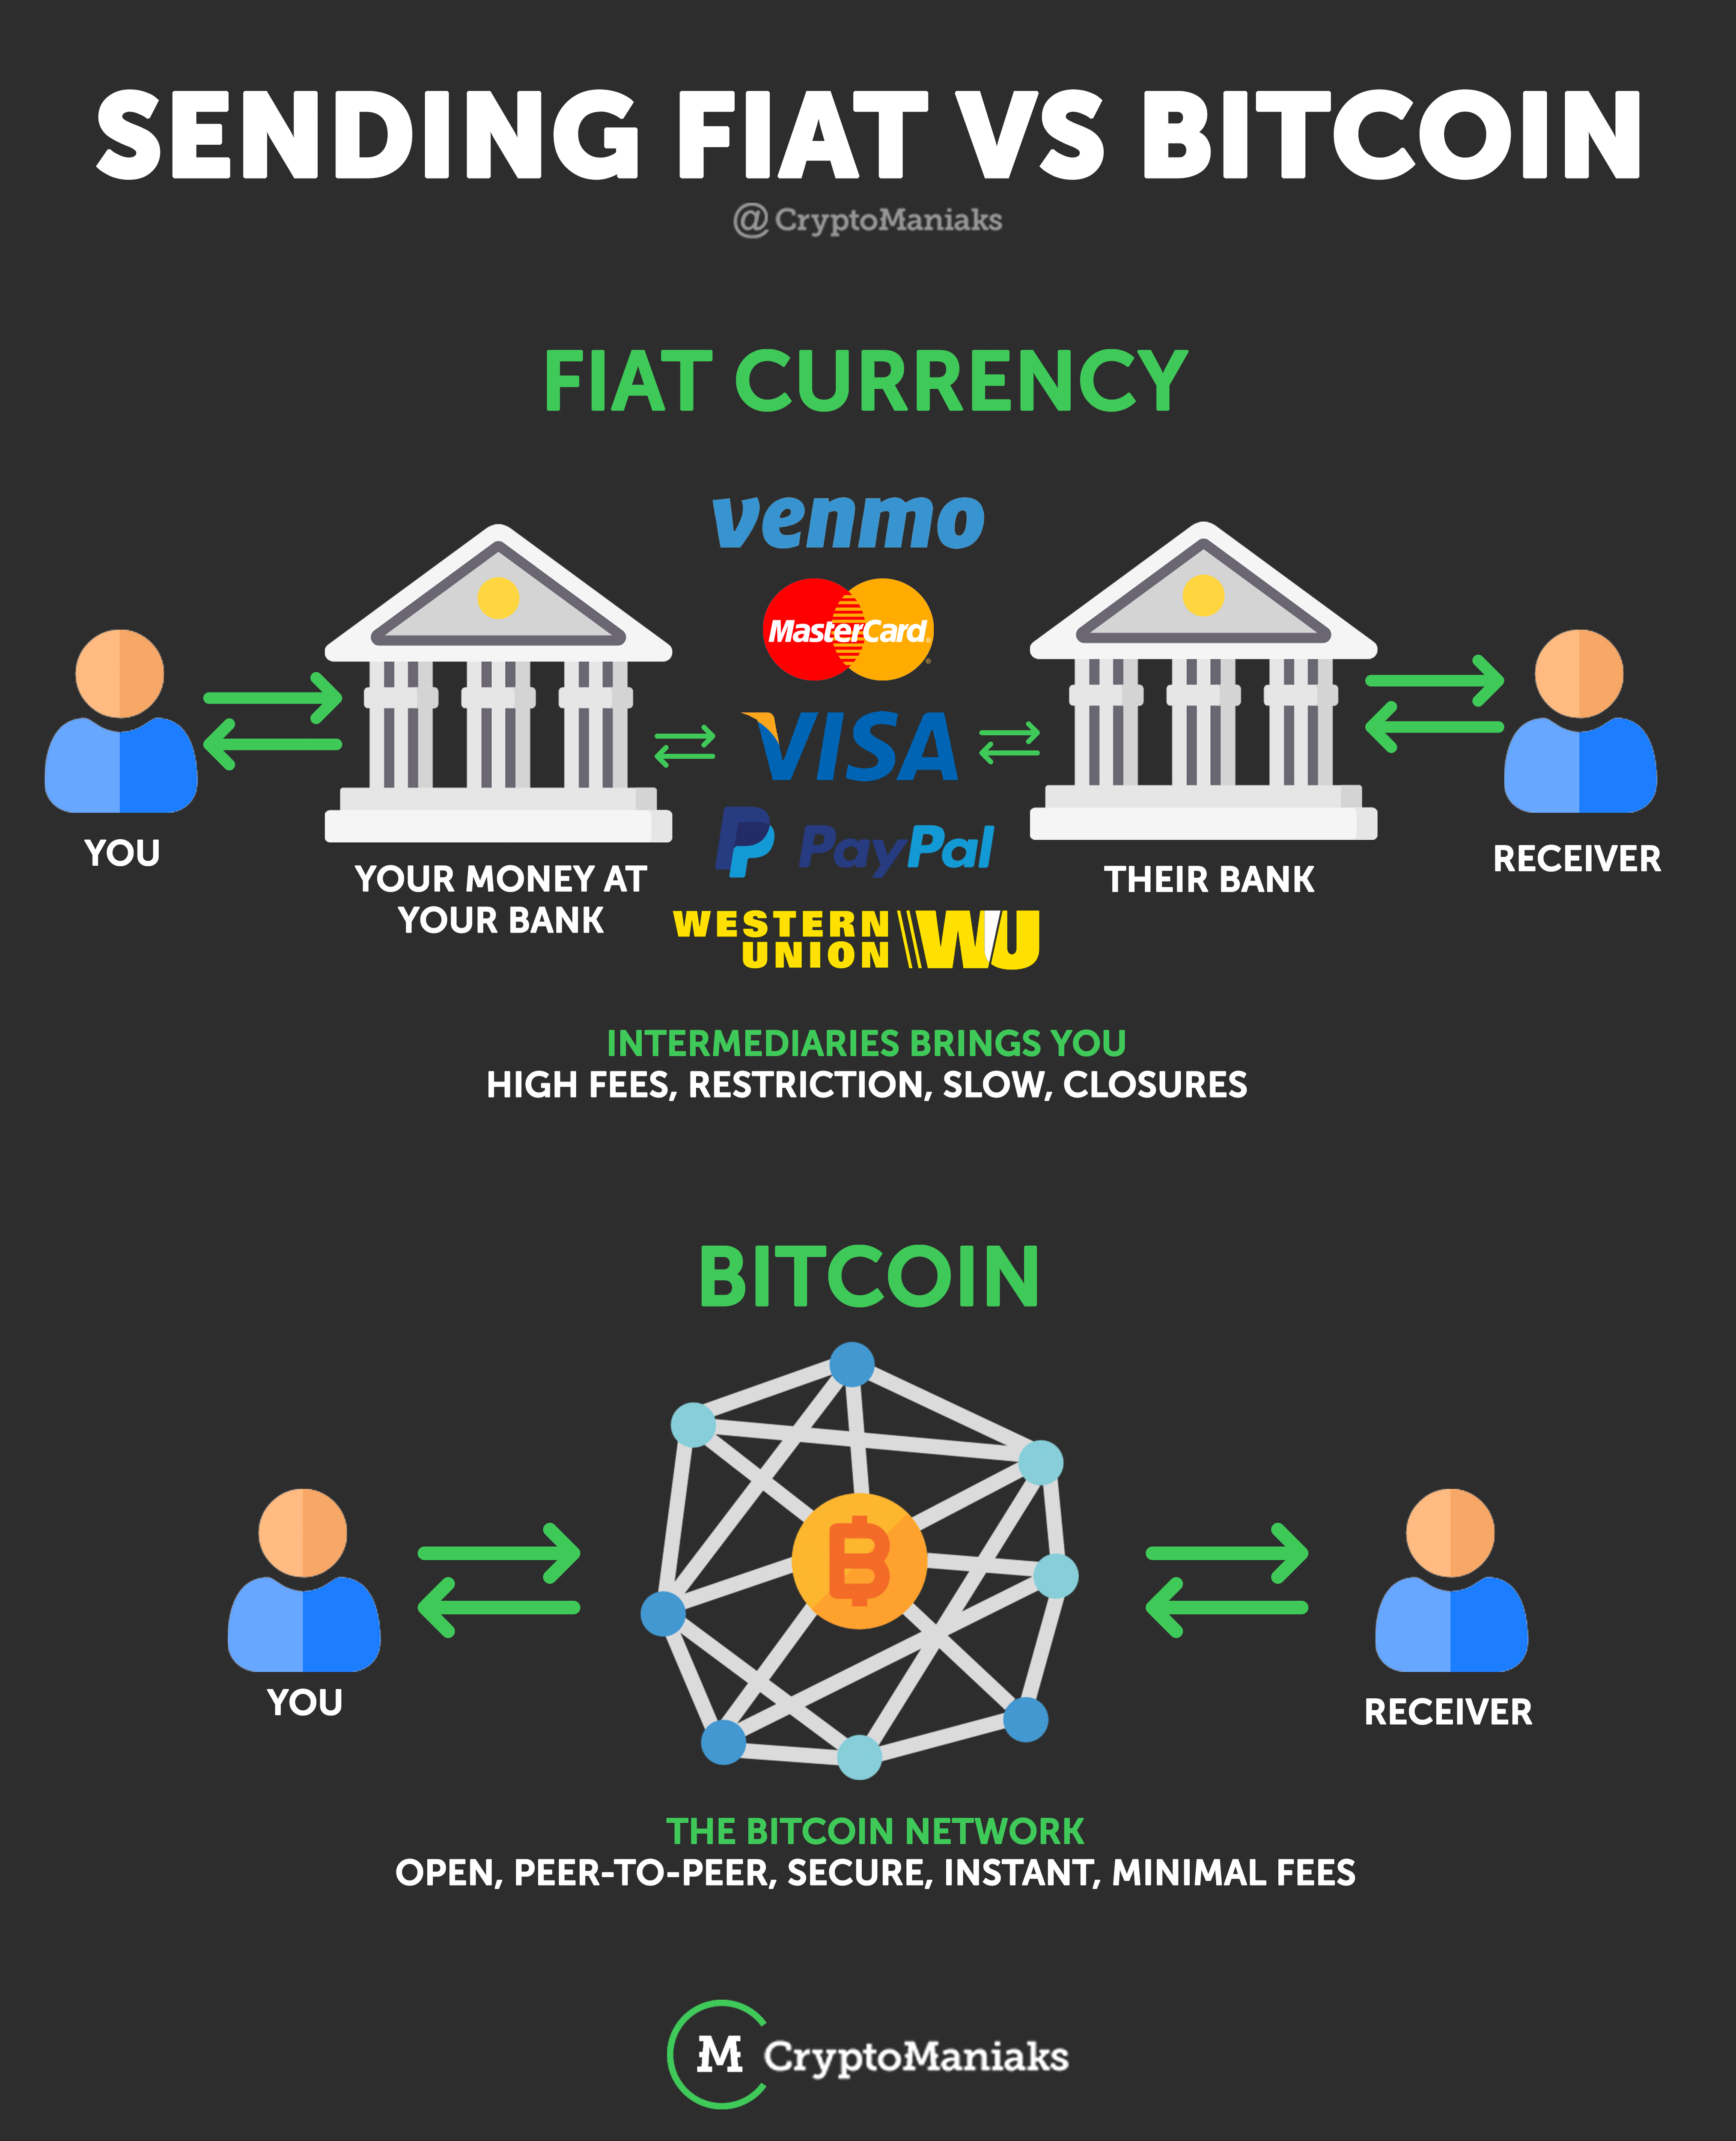 SENDING FIAT VS BITCOIN
@ CryptoManiaks
FIAT CURRENCY
venmo
MasterCard
VISA
P PayPal
WESTERN
UNION WU
YOU
YOUR MONEY AT
YOUR BANK
THEIR BANK
RECEIVER
INTERMEDIARIES BRINGS YOU
HIGH FEES, RESTRICTION, SLOW, CLOSURES
BITCOIN
B
YOU
RECEIVER
THE BITCOIN NETWORK
OPEN, PEER-TO-PEER, SECURE, INSTANT, MINIMAL FEES
M CryptoManiaks